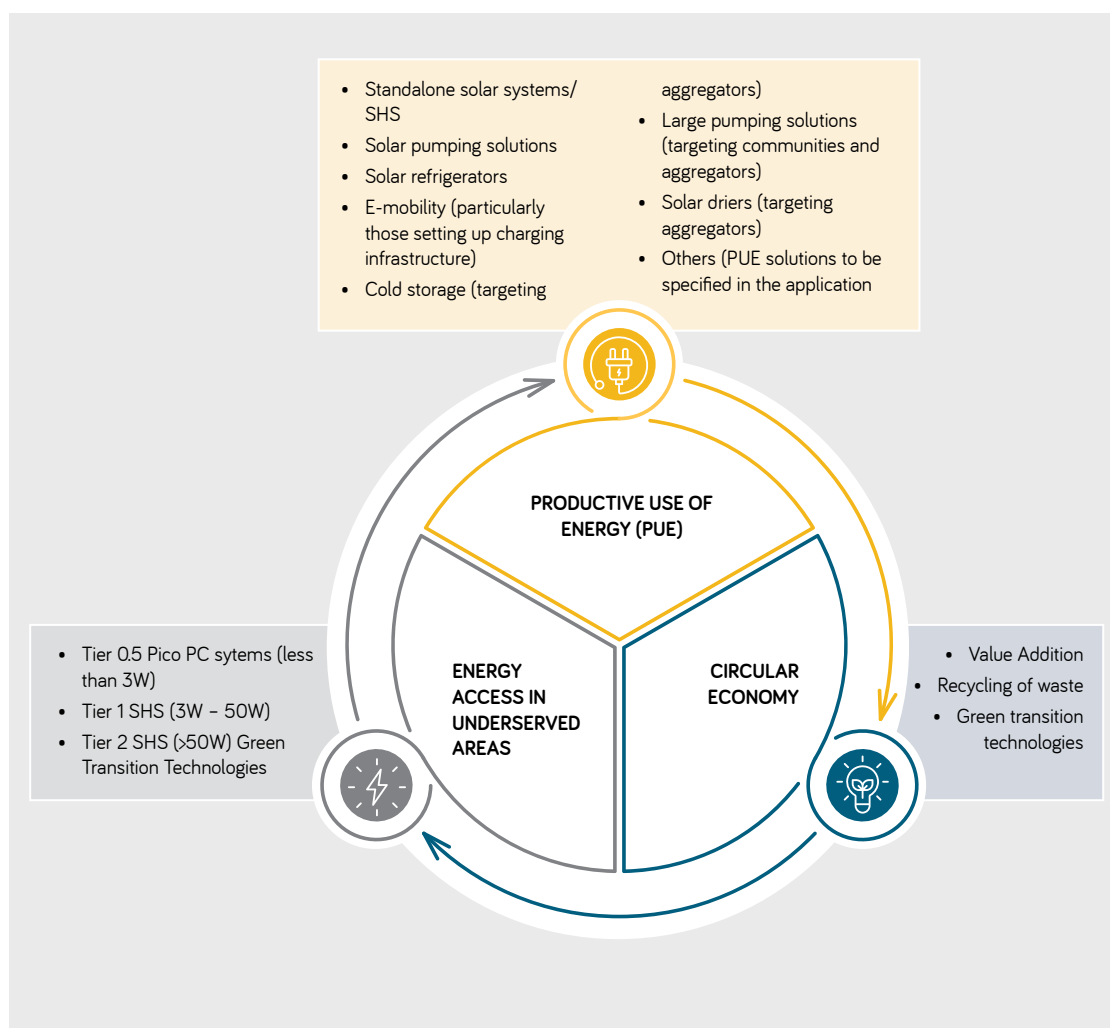 • Standalone solar systems/
SHS
• Solar pumping solutions
• Solar refrigerators
• E-mobility (particularly
those setting up charging
infrastructure)
• Cold storage (targeting
aggregators)
• Large pumping solutions
(targeting communities and
aggregators)
• Solar driers (targeting
aggregators)
• Others (PUE solutions to be
specified in the application
PRODUCTIVE USE OF
ENERGY (PUE)
• Tier 0.5 Pico PC sytems (less
than 3W)
• Tier 1 SHS (3W – 50W)
• Tier 2 SHS (>50W) Green
Transition Technologies
ENERGY
ACCESS IN
UNDERSERVED
AREAS
CIRCULAR
ECONOMY
• Value Addition
• Recycling of waste
• Green transition
technologies